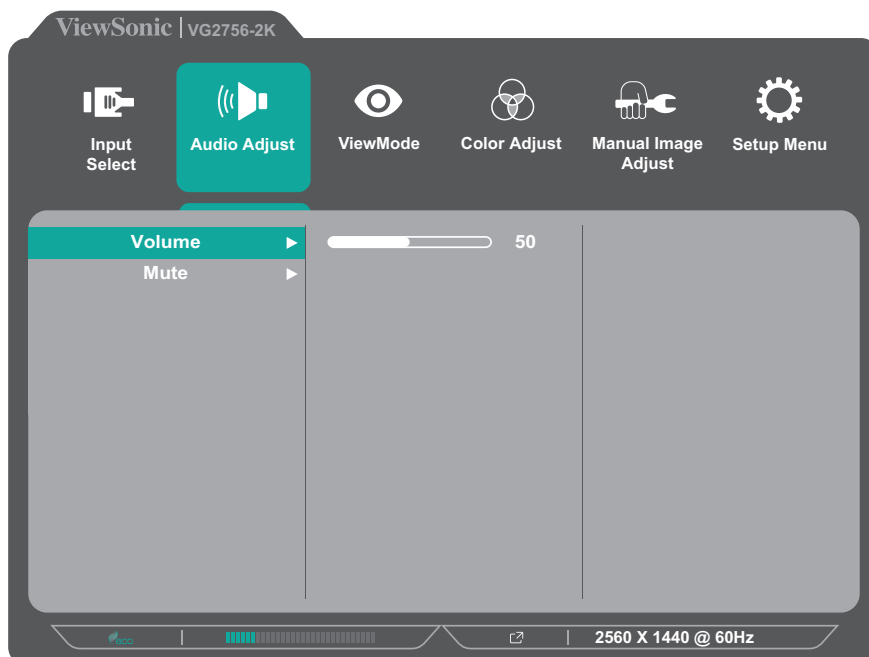 ViewSonic | VG2756-2K
Input
Select
Audio Adjust
ViewMode
Color Adjust
Manual Image
Adjust
Setup Menu
Volume
50
Mute
eco
2560 X 1440 @ 60Hz